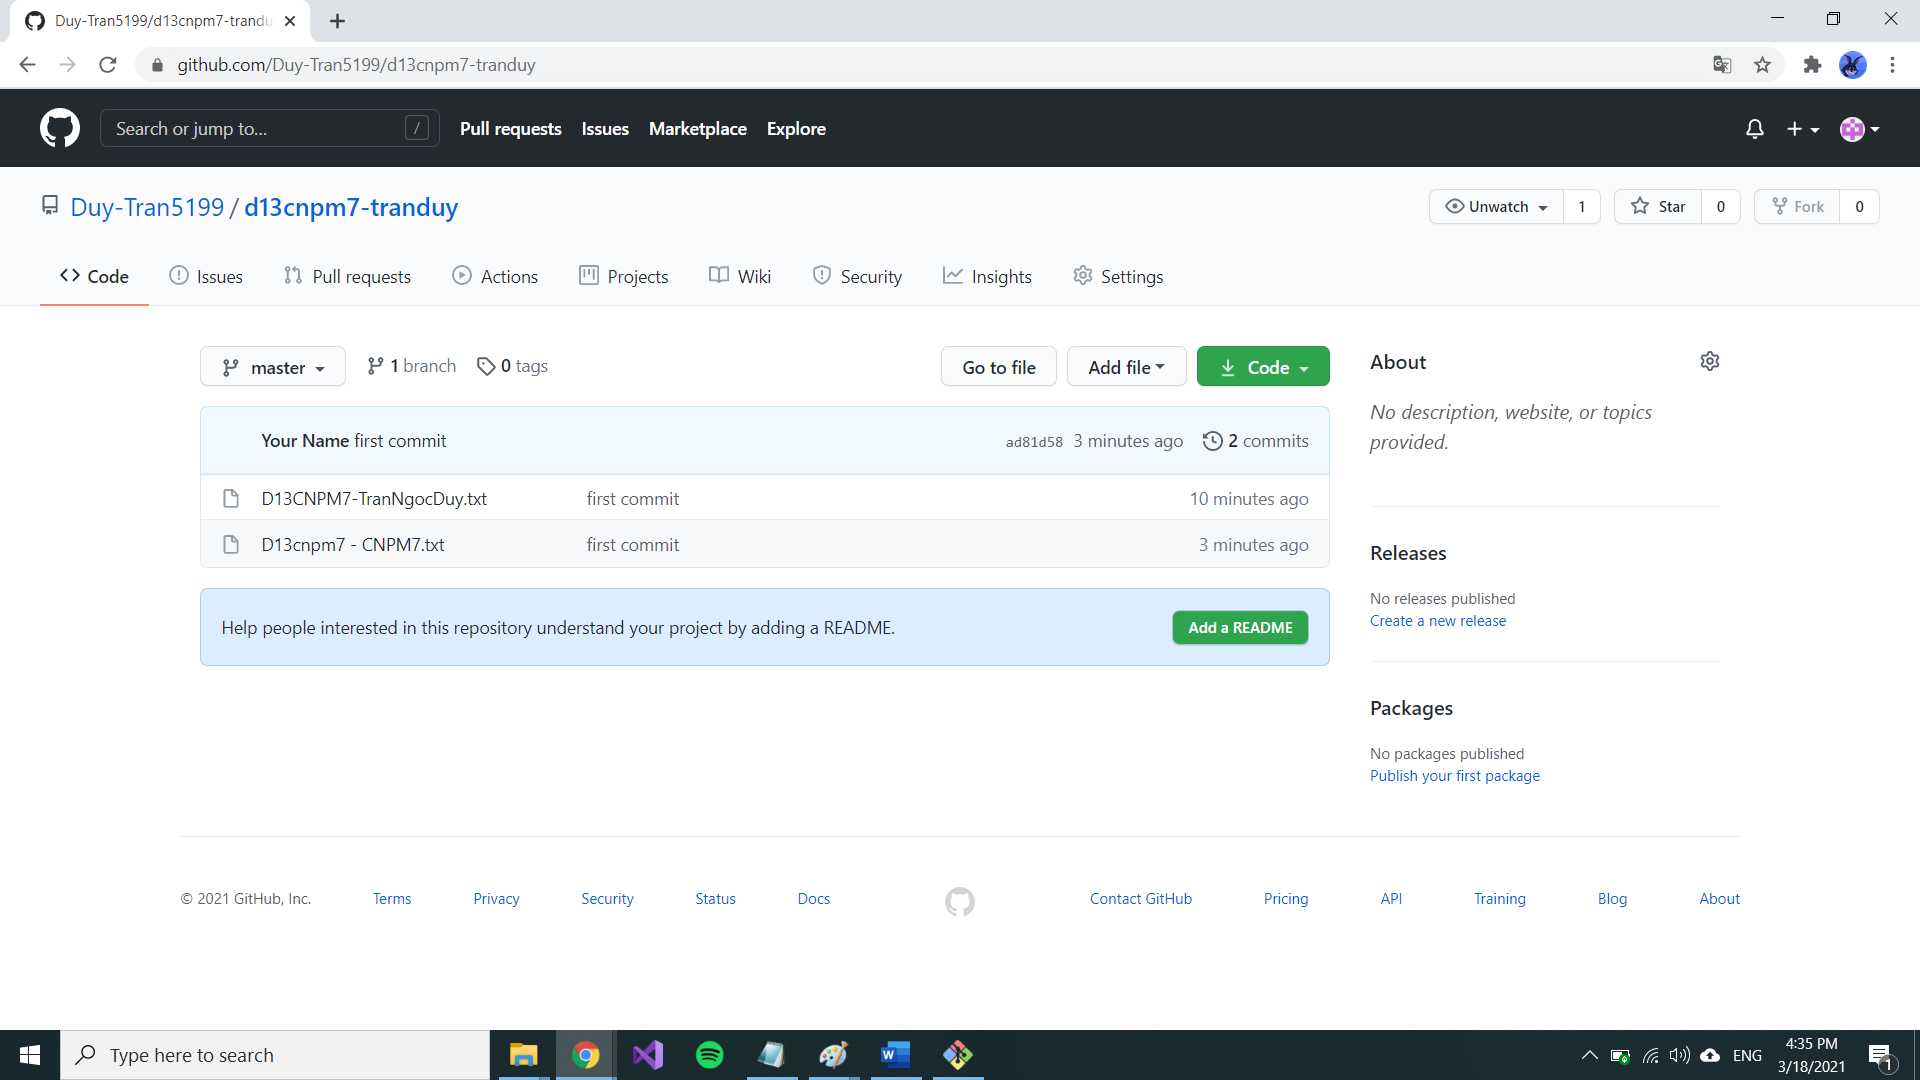 Duy-Tran5199/d13cnpm7-trandu
github.com/Duy-Tran5199/d13cnpm7-tranduy
Search or jump to... /
Pull requests Issues Marketplace Explore
Duy-Tran5199 / d13cnpm7-tranduy
Unwatch 1 Star 0 Fork 0
Code Issues Pull requests Actions Projects Wiki Security Insights Settings
master 1 branch 0 tags Go to file Add file Code
Your Name first commit ad81d58 3 minutes ago 2 commits
D13CNPM7-TranNgocDuy.txt first commit 10 minutes ago
D13cnpm7 - CNPM7.txt first commit 3 minutes ago
Help people interested in this repository understand your project by adding a README. Add a README
About
No description, website, or topics
provided.
Releases
No releases published
Create a new release
Packages
No packages published
Publish your first package
© 2021 GitHub, Inc. Terms Privacy Security Status Docs Contact GitHub Pricing API Training Blog About
Type here to search
ENG
4:35 PM
3/18/2021
1